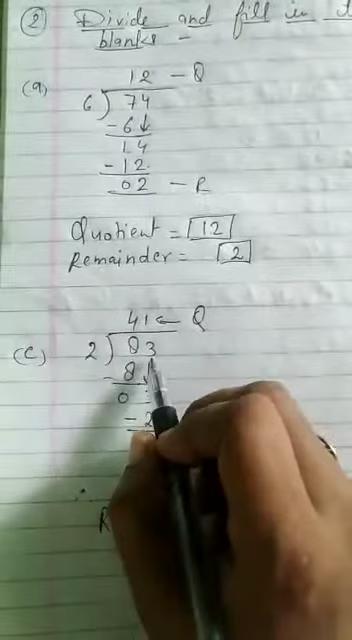 ② Divide and fill in
blanks -
(a) 12 - Q
6) 74
- 6↓
14
- 12
02 - R
Quotient = 12
Remainder = 2
41 ← Q
(c) 2) 83
- 8↓
0
- 2
∴
R